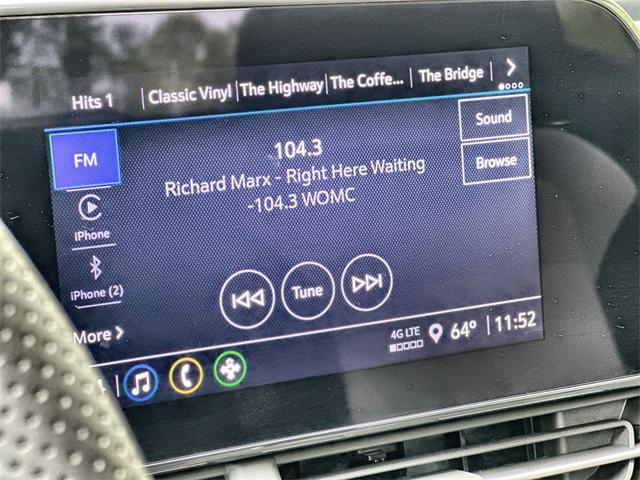 Hits 1 Classic Vinyl The Highway The Coffe... The Bridge
FM
104.3
Sound
Richard Marx - Right Here Waiting
Browse
-104.3 WOMC
iPhone
iPhone (2)
Tune
More
4G LTE
64° 11:52